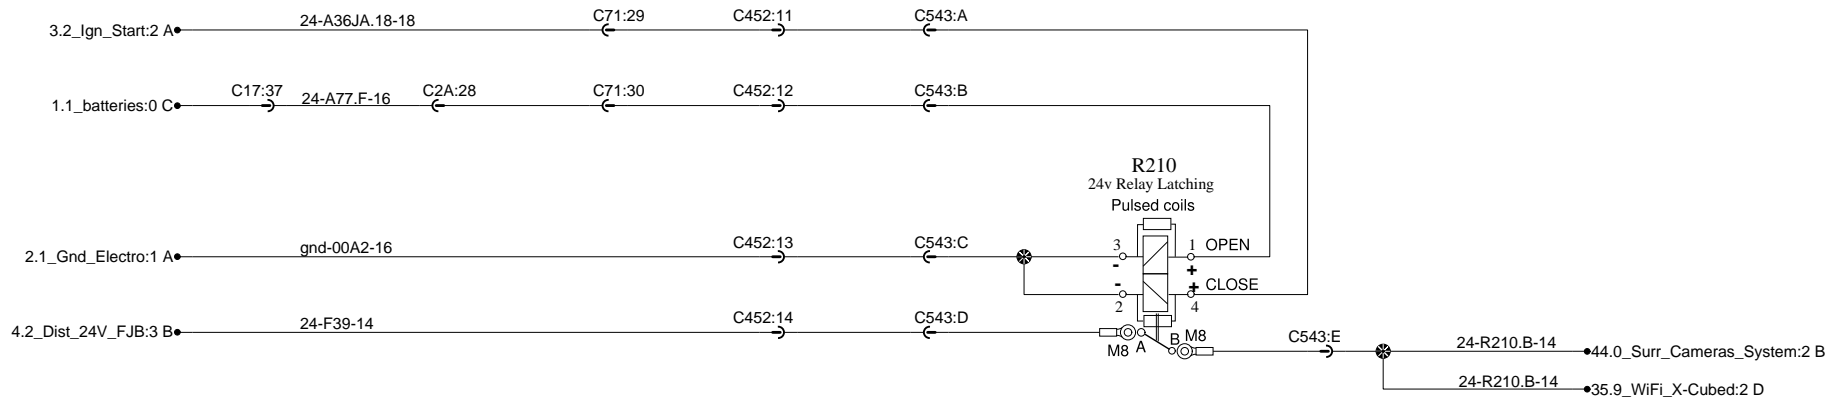 3.2_Ign_Start:2 A
24-A36JA.18-18
C71:29
C452:11
C543:A
1.1_batteries:0 C
C17:37
24-A77.F-16
C2A:28
C71:30
C452:12
C543:B
R210
24v Relay Latching
Pulsed coils
2.1_Gnd_Electro:1 A
gnd-00A2-16
C452:13
C543:C
3
1
OPEN
-
+
-
+
CLOSE
2
4
4.2_Dist_24V_FJB:3 B
24-F39-14
C452:14
C543:D
M8
A
B
M8
C543:E
24-R210.B-14
44.0_Surr_Cameras_System:2 B
24-R210.B-14
35.9_WiFi_X-Cubed:2 D